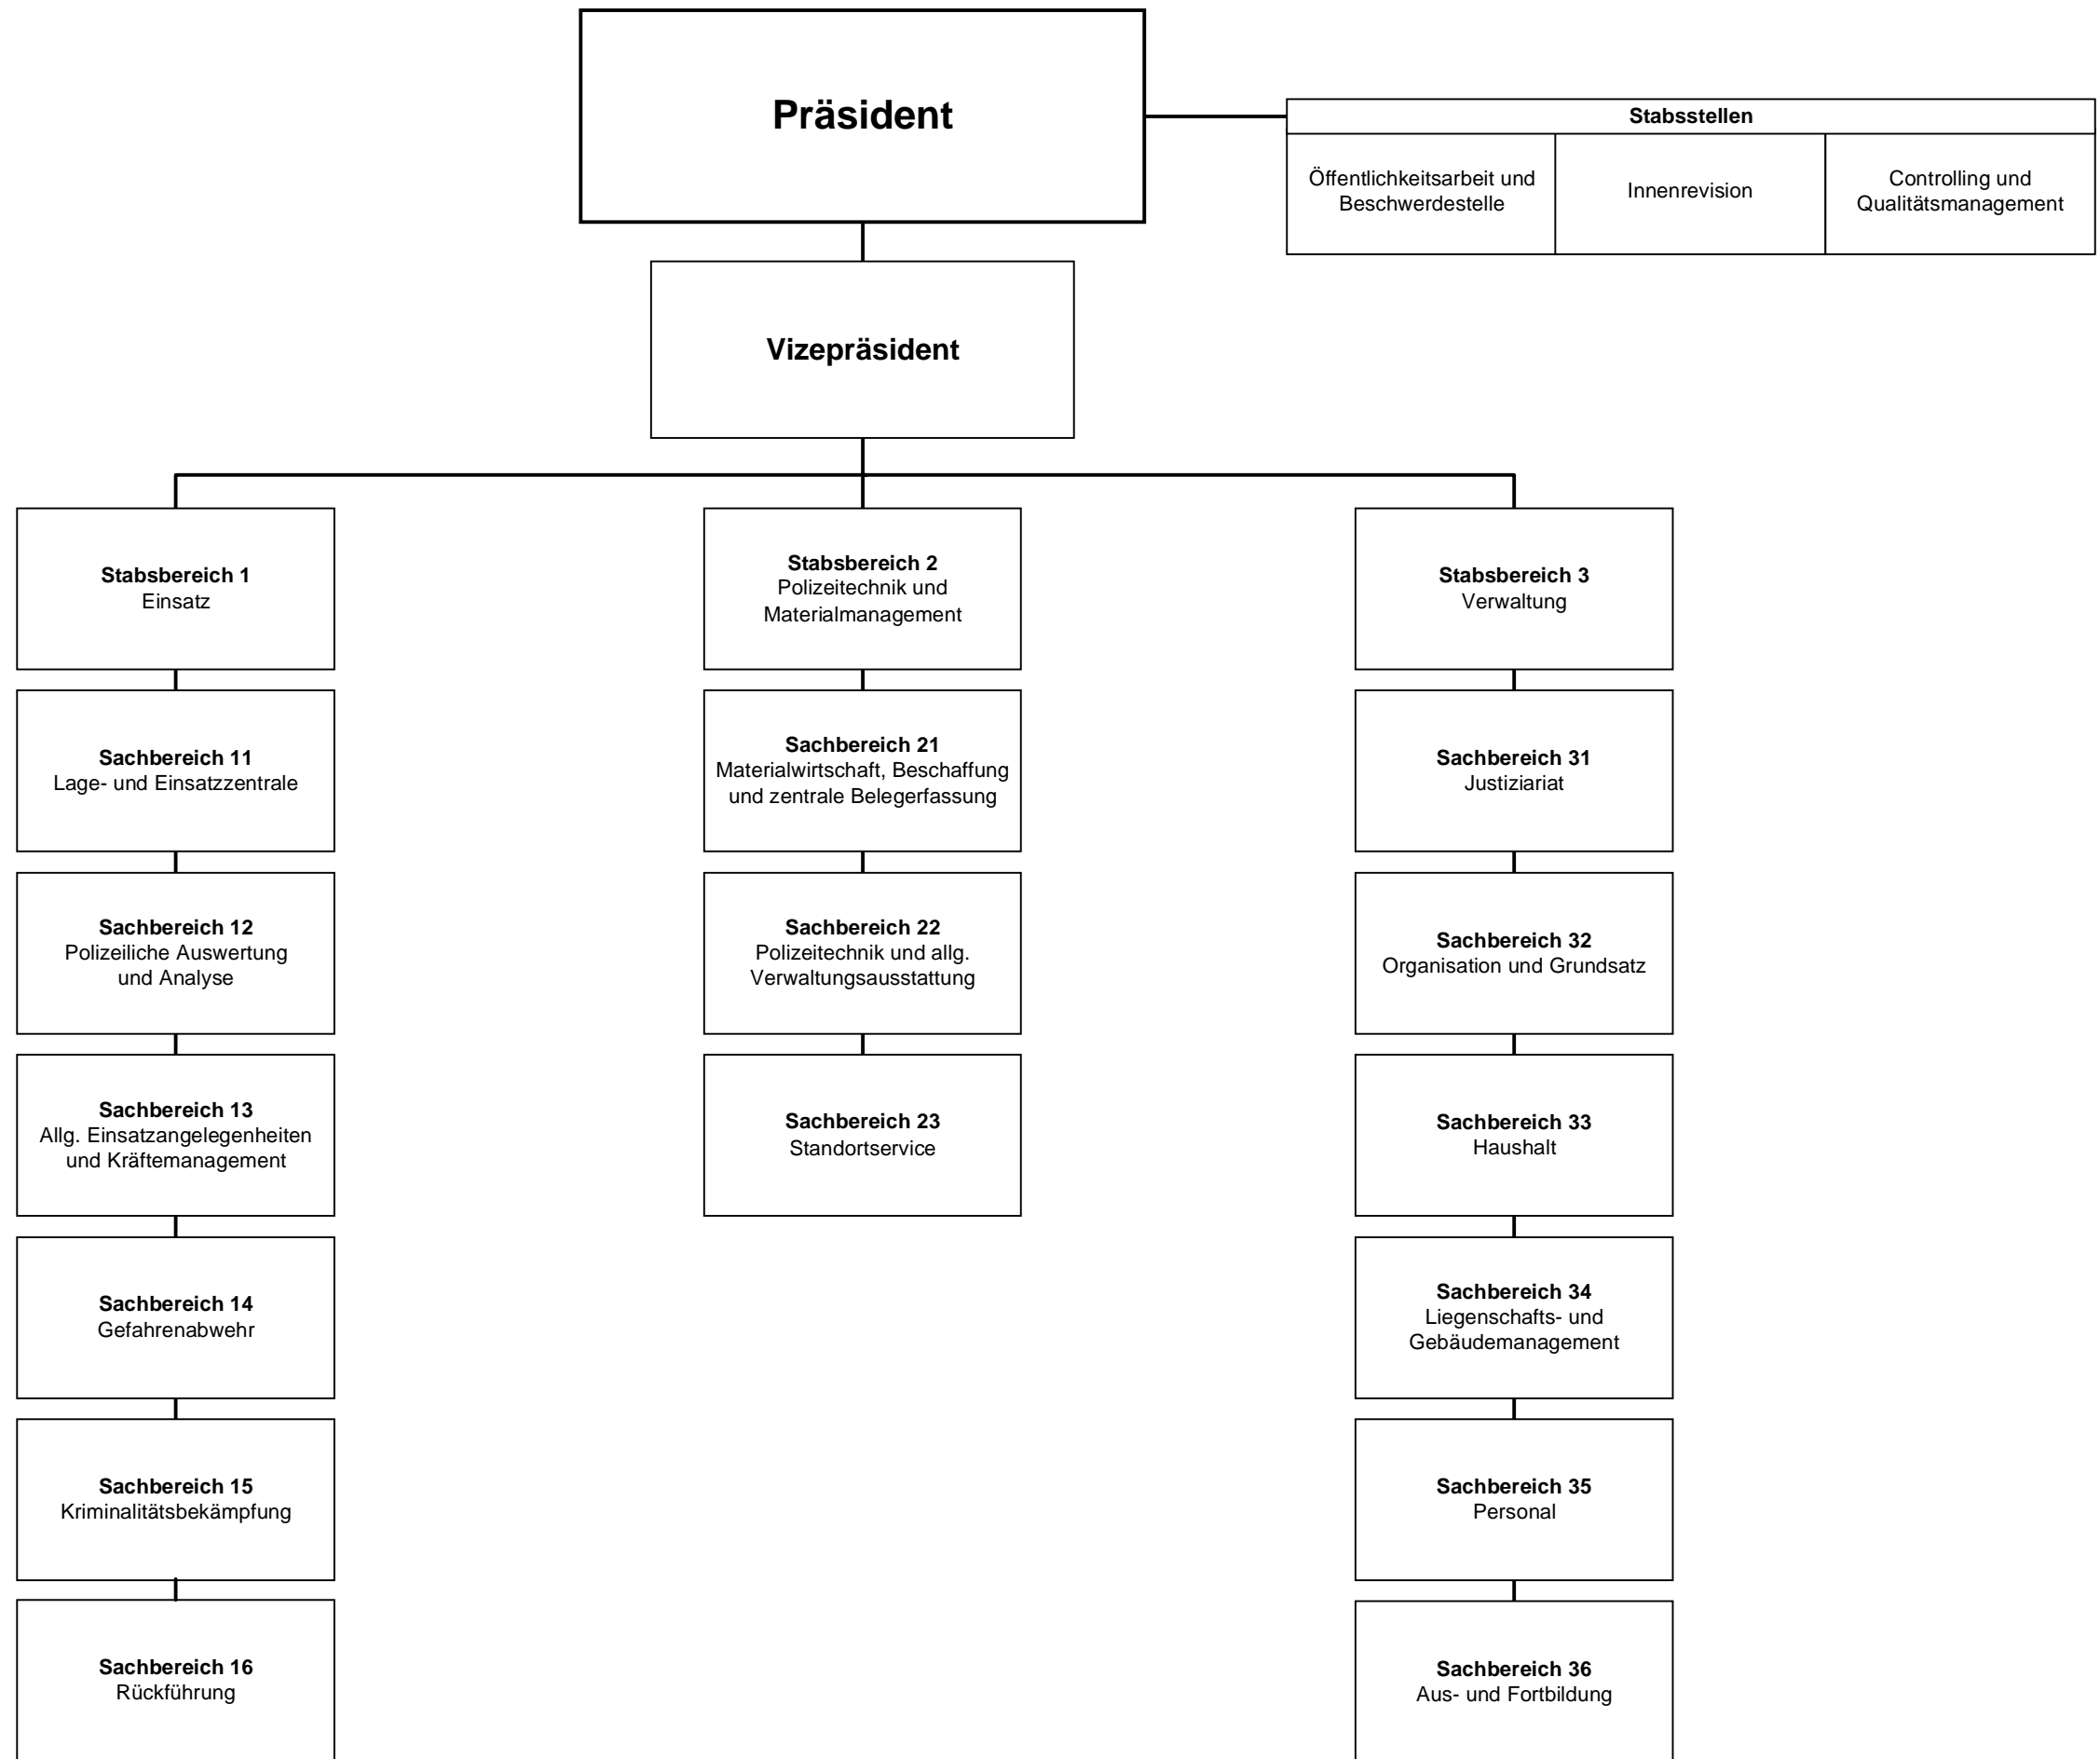 Präsident
Stabsstellen
Öffentlichkeitsarbeit und
Beschwerdestelle
Innenrevision
Controlling und
Qualitätsmanagement
Vizepräsident
Stabsbereich 1
Einsatz
Sachbereich 11
Lage- und Einsatzzentrale
Sachbereich 12
Polizeiliche Auswertung
und Analyse
Sachbereich 13
Allg. Einsatzangelegenheiten
und Kräftemanagement
Sachbereich 14
Gefahrenabwehr
Sachbereich 15
Kriminalitätsbekämpfung
Sachbereich 16
Rückführung
Stabsbereich 2
Polizeitechnik und
Materialmanagement
Sachbereich 21
Materialwirtschaft, Beschaffung
und zentrale Belegerfassung
Sachbereich 22
Polizeitechnik und allg.
Verwaltungsausstattung
Sachbereich 23
Standortservice
Stabsbereich 3
Verwaltung
Sachbereich 31
Justiziariat
Sachbereich 32
Organisation und Grundsatz
Sachbereich 33
Haushalt
Sachbereich 34
Liegenschafts- und
Gebäudemanagement
Sachbereich 35
Personal
Sachbereich 36
Aus- und Fortbildung